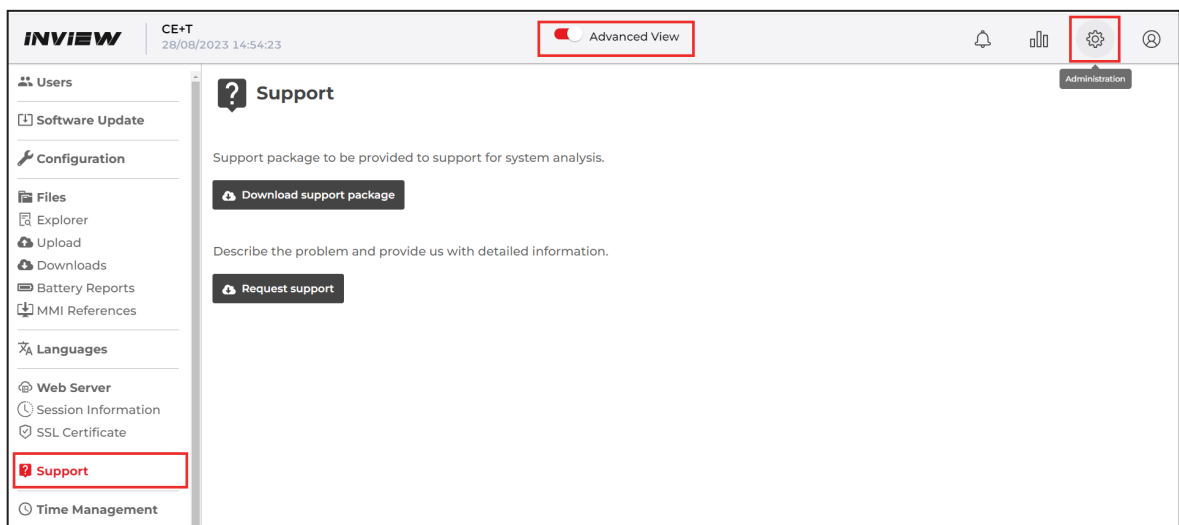 INVIEW
CE+T
28/08/2023 14:54:23
Advanced View
Administration
Users
Software Update
Configuration
Files
Explorer
Upload
Downloads
Battery Reports
MMI References
Languages
Web Server
Session Information
SSL Certificate
Support
Time Management
Support
Support package to be provided to support for system analysis.
Download support package
Describe the problem and provide us with detailed information.
Request support